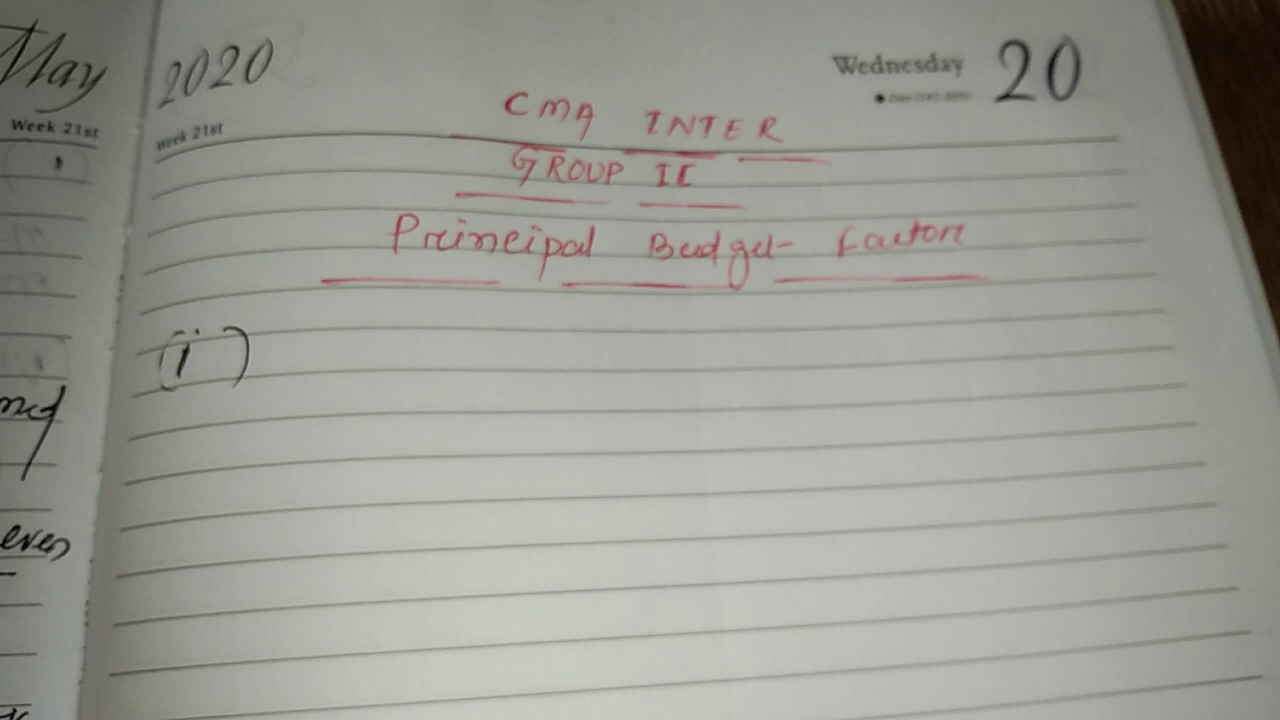 May
Week 21st
2020
Week 21st
Wednesday 20
CMA INTER
GROUP II
Principal Budget Factor
(i)
even